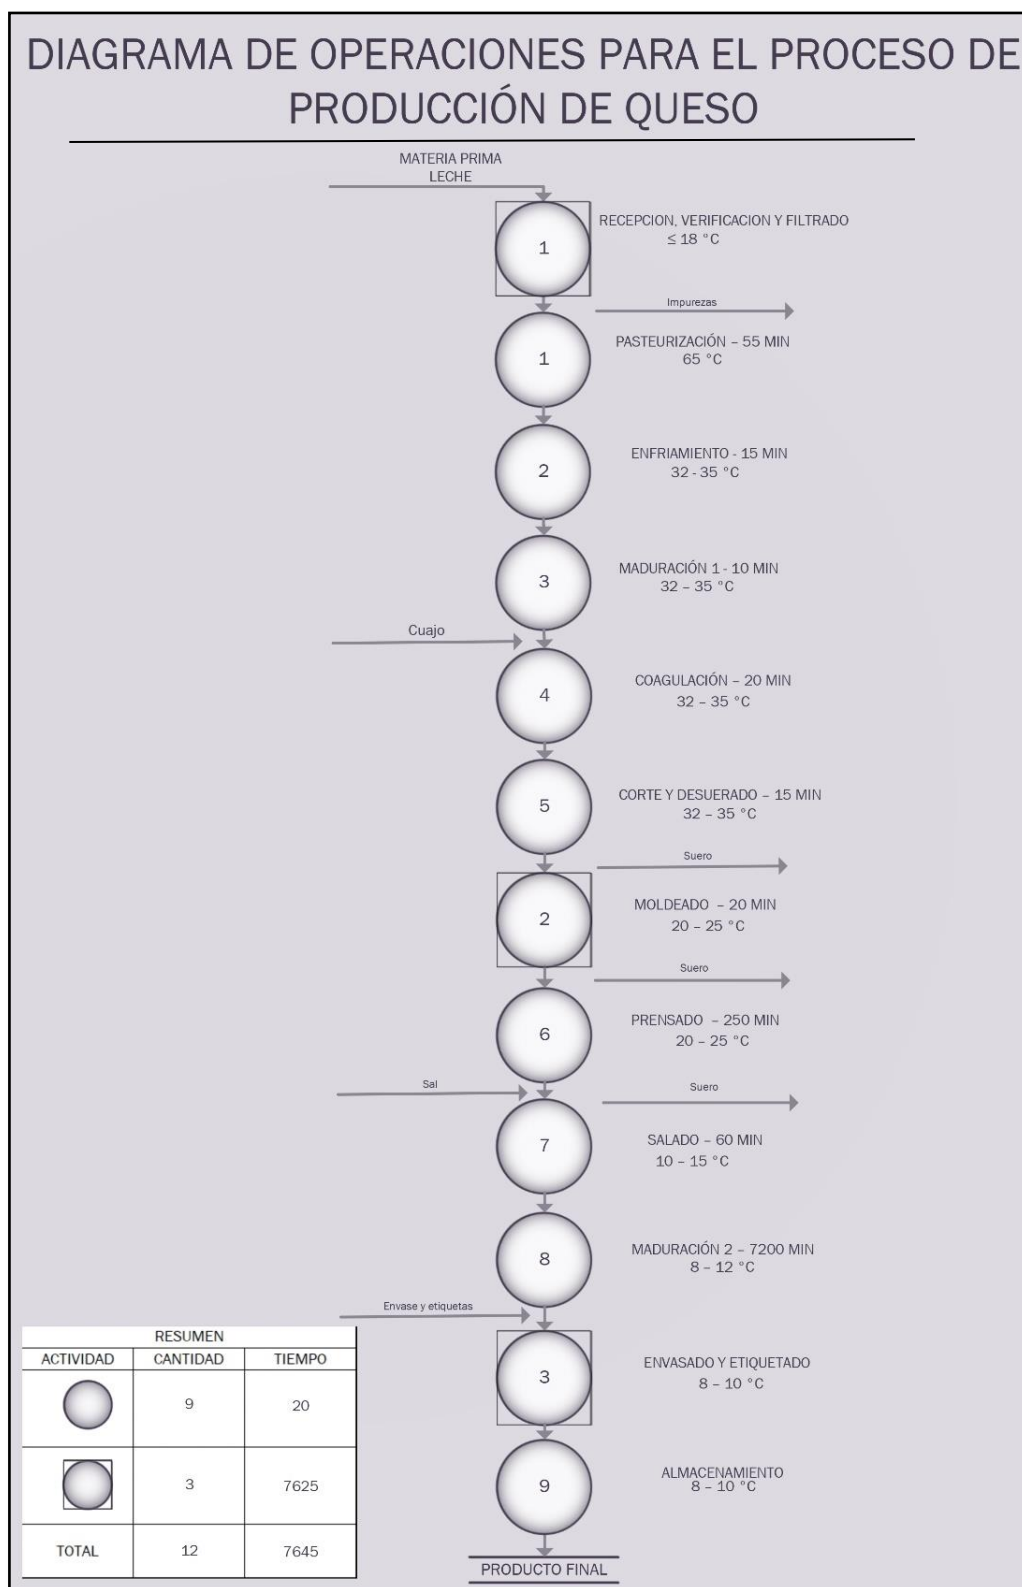 DIAGRAMA DE OPERACIONES PARA EL PROCESO DE
PRODUCCIÓN DE QUESO
MATERIA PRIMA
LECHE
1
RECEPCION, VERIFICACION Y FILTRADO
≤ 18 °C
Impurezas
1
PASTEURIZACIÓN – 55 MIN
65 °C
2
ENFRIAMIENTO - 15 MIN
32 - 35 °C
3
MADURACIÓN 1 - 10 MIN
32 – 35 °C
Cuajo
4
COAGULACIÓN – 20 MIN
32 – 35 °C
5
CORTE Y DESUERADO – 15 MIN
32 – 35 °C
Suero
2
MOLDEADO – 20 MIN
20 – 25 °C
Suero
6
PRENSADO – 250 MIN
20 – 25 °C
Sal
Suero
7
SALADO – 60 MIN
10 – 15 °C
8
MADURACIÓN 2 – 7200 MIN
8 – 12 °C
Envase y etiquetas
3
ENVASADO Y ETIQUETADO
8 – 10 °C
9
ALMACENAMIENTO
8 – 10 °C
PRODUCTO FINAL
RESUMEN
ACTIVIDAD CANTIDAD TIEMPO
9 20
3 7625
TOTAL 12 7645